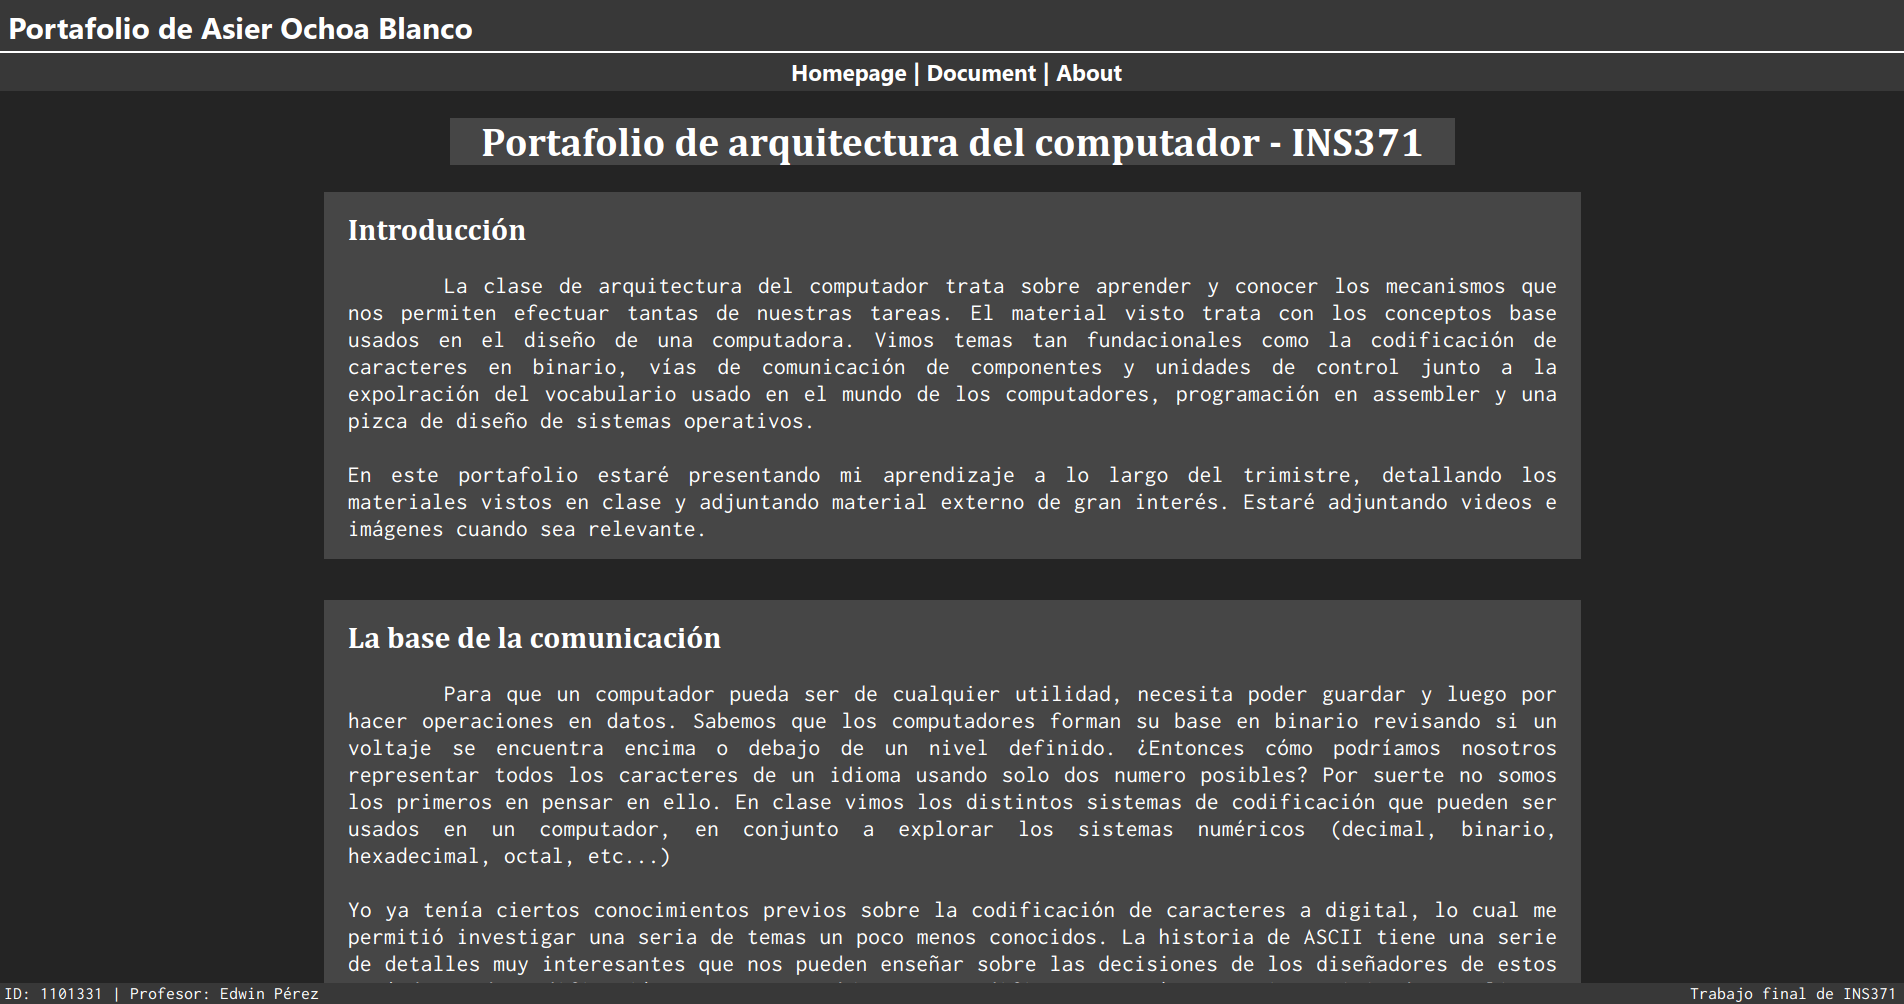 Portafolio de Asier Ochoa Blanco
Homepage | Document | About
Portafolio de arquitectura del computador - INS371
Introducción
La clase de arquitectura del computador trata sobre aprender y conocer los mecanismos que
nos permiten efectuar tantas de nuestras tareas. El material visto trata con los conceptos base
usados en el diseño de una computadora. Vimos temas tan fundacionales como la codificación de
caracteres en binario, vías de comunicación de componentes y unidades de control junto a la
expolración del vocabulario usado en el mundo de los computadores, programación en assembler y una
pizca de diseño de sistemas operativos.
En este portafolio estaré presentando mi aprendizaje a lo largo del trimistre, detallando los
materiales vistos en clase y adjuntando material externo de gran interés. Estaré adjuntando videos e
imágenes cuando sea relevante.
La base de la comunicación
Para que un computador pueda ser de cualquier utilidad, necesita poder guardar y luego por
hacer operaciones en datos. Sabemos que los computadores forman su base en binario revisando si un
voltaje se encuentra encima o debajo de un nivel definido. ¿Entonces cómo podríamos nosotros
representar todos los caracteres de un idioma usando solo dos numero posibles? Por suerte no somos
los primeros en pensar en ello. En clase vimos los distintos sistemas de codificación que pueden ser
usados en un computador, en conjunto a explorar los sistemas numéricos (decimal, binario,
hexadecimal, octal, etc...)
Yo ya tenía ciertos conocimientos previos sobre la codificación de caracteres a digital, lo cual me
permitió investigar una seria de temas un poco menos conocidos. La historia de ASCII tiene una serie
de detalles muy interesantes que nos pueden enseñar sobre las decisiones de los diseñadores de estos
ID: 1101331 | Profesor: Edwin Pérez
Trabajo final de INS371